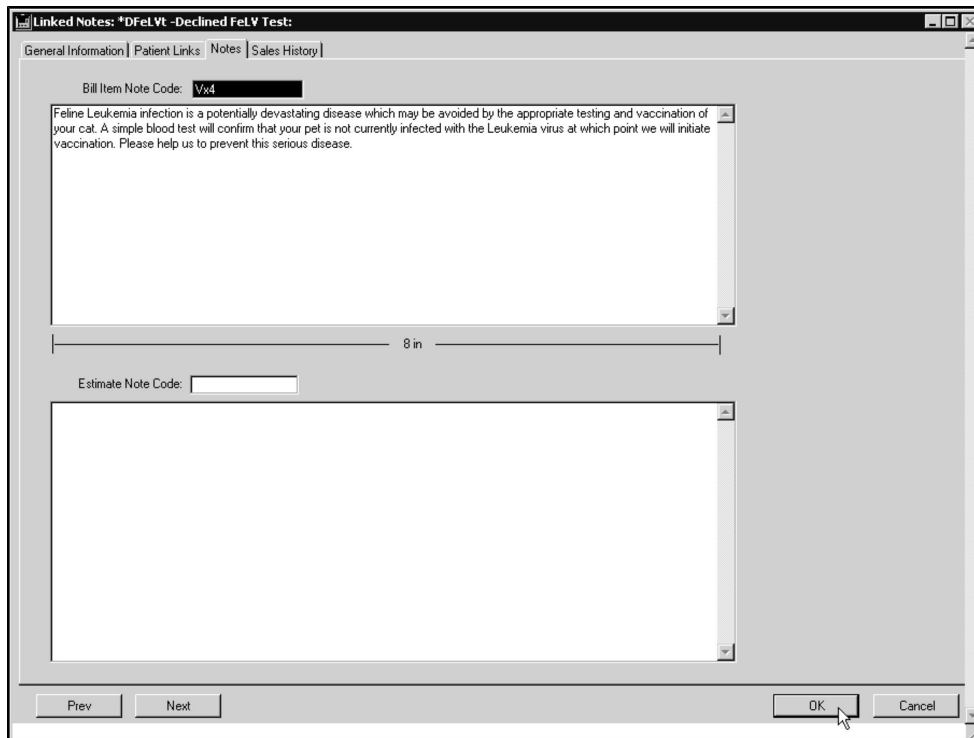 Linked Notes: *DFeLVt -Declined FeLV Test:
General Information Patient Links Notes Sales History
Bill Item Note Code: Vx4
Feline Leukemia infection is a potentially devastating disease which may be avoided by the appropriate testing and vaccination of
your cat. A simple blood test will confirm that your pet is not currently infected with the Leukemia virus at which point we will initiate
vaccination. Please help us to prevent this serious disease.
8 in
Estimate Note Code:
Prev Next OK Cancel